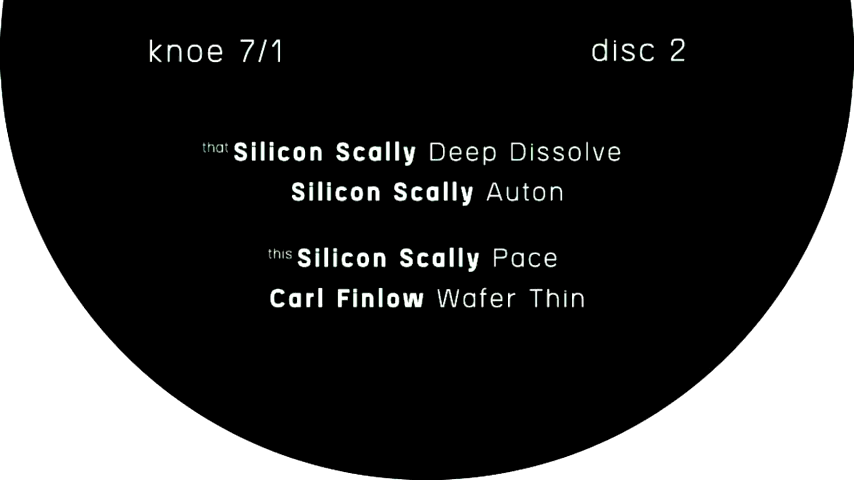 knoe 7/1 disc 2
that Silicon Scally Deep Dissolve
Silicon Scally Auton
this Silicon Scally Pace
Carl Finlow Wafer Thin